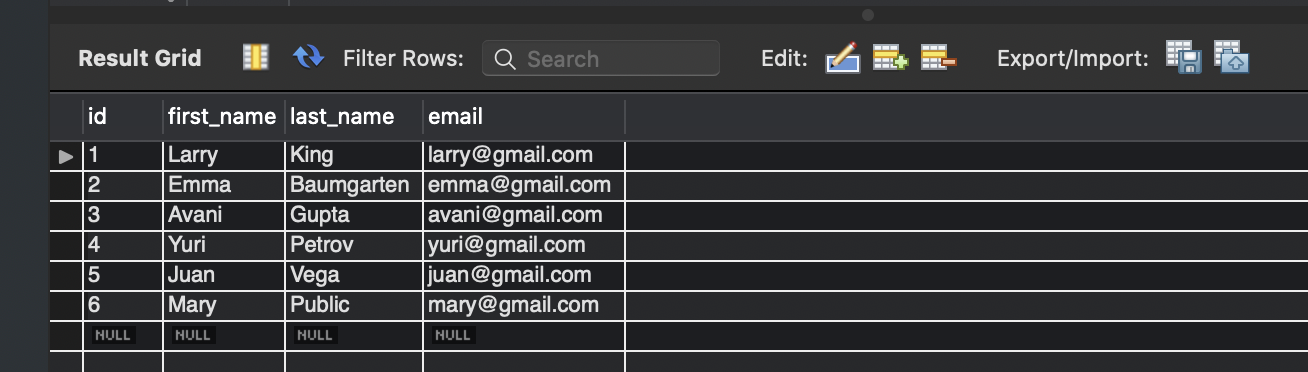 Result Grid Filter Rows: Search Edit: Export/Import:
id first_name last_name email
1 Larry King larry@gmail.com
2 Emma Baumgarten emma@gmail.com
3 Avani Gupta avani@gmail.com
4 Yuri Petrov yuri@gmail.com
5 Juan Vega juan@gmail.com
6 Mary Public mary@gmail.com
NULL NULL NULL NULL